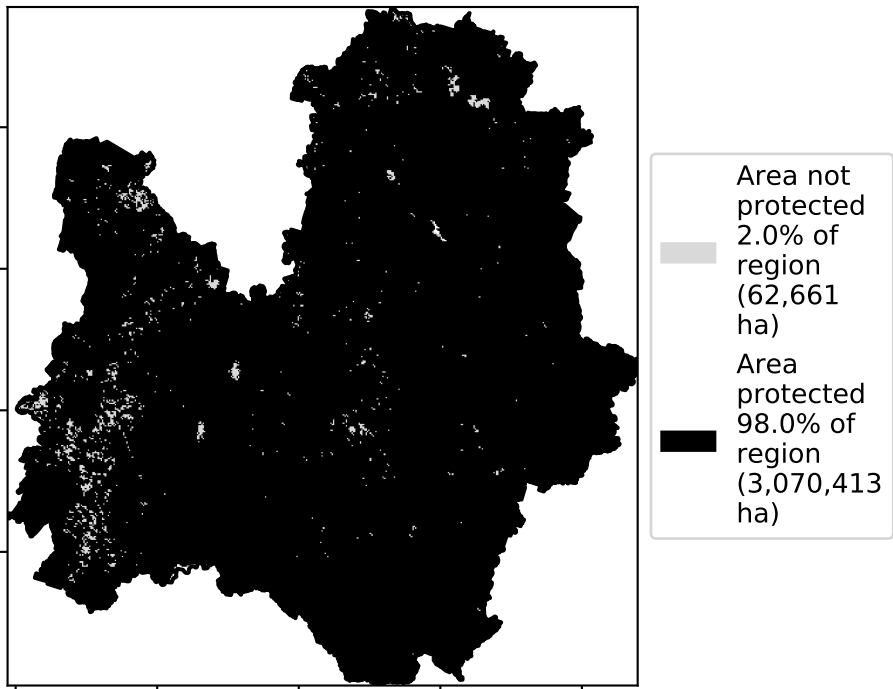 Area not
protected
2.0% of
region
(62,661
ha)
Area
protected
98.0% of
region
(3,070,413
ha)